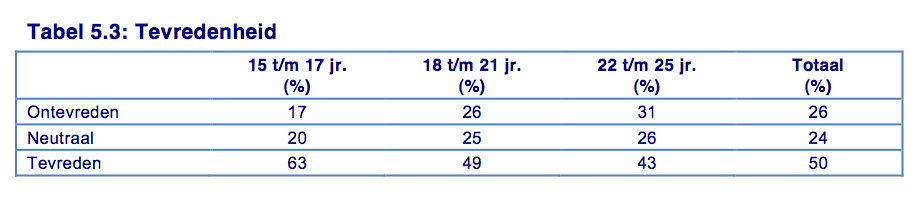 Tabel 5.3: Tevredenheid
15 t/m 17 jr. 18 t/m 21 jr. 22 t/m 25 jr. Totaal
(%) (%) (%) (%)
Ontevreden 17 26 31 26
Neutraal 20 25 26 24
Tevreden 63 49 43 50